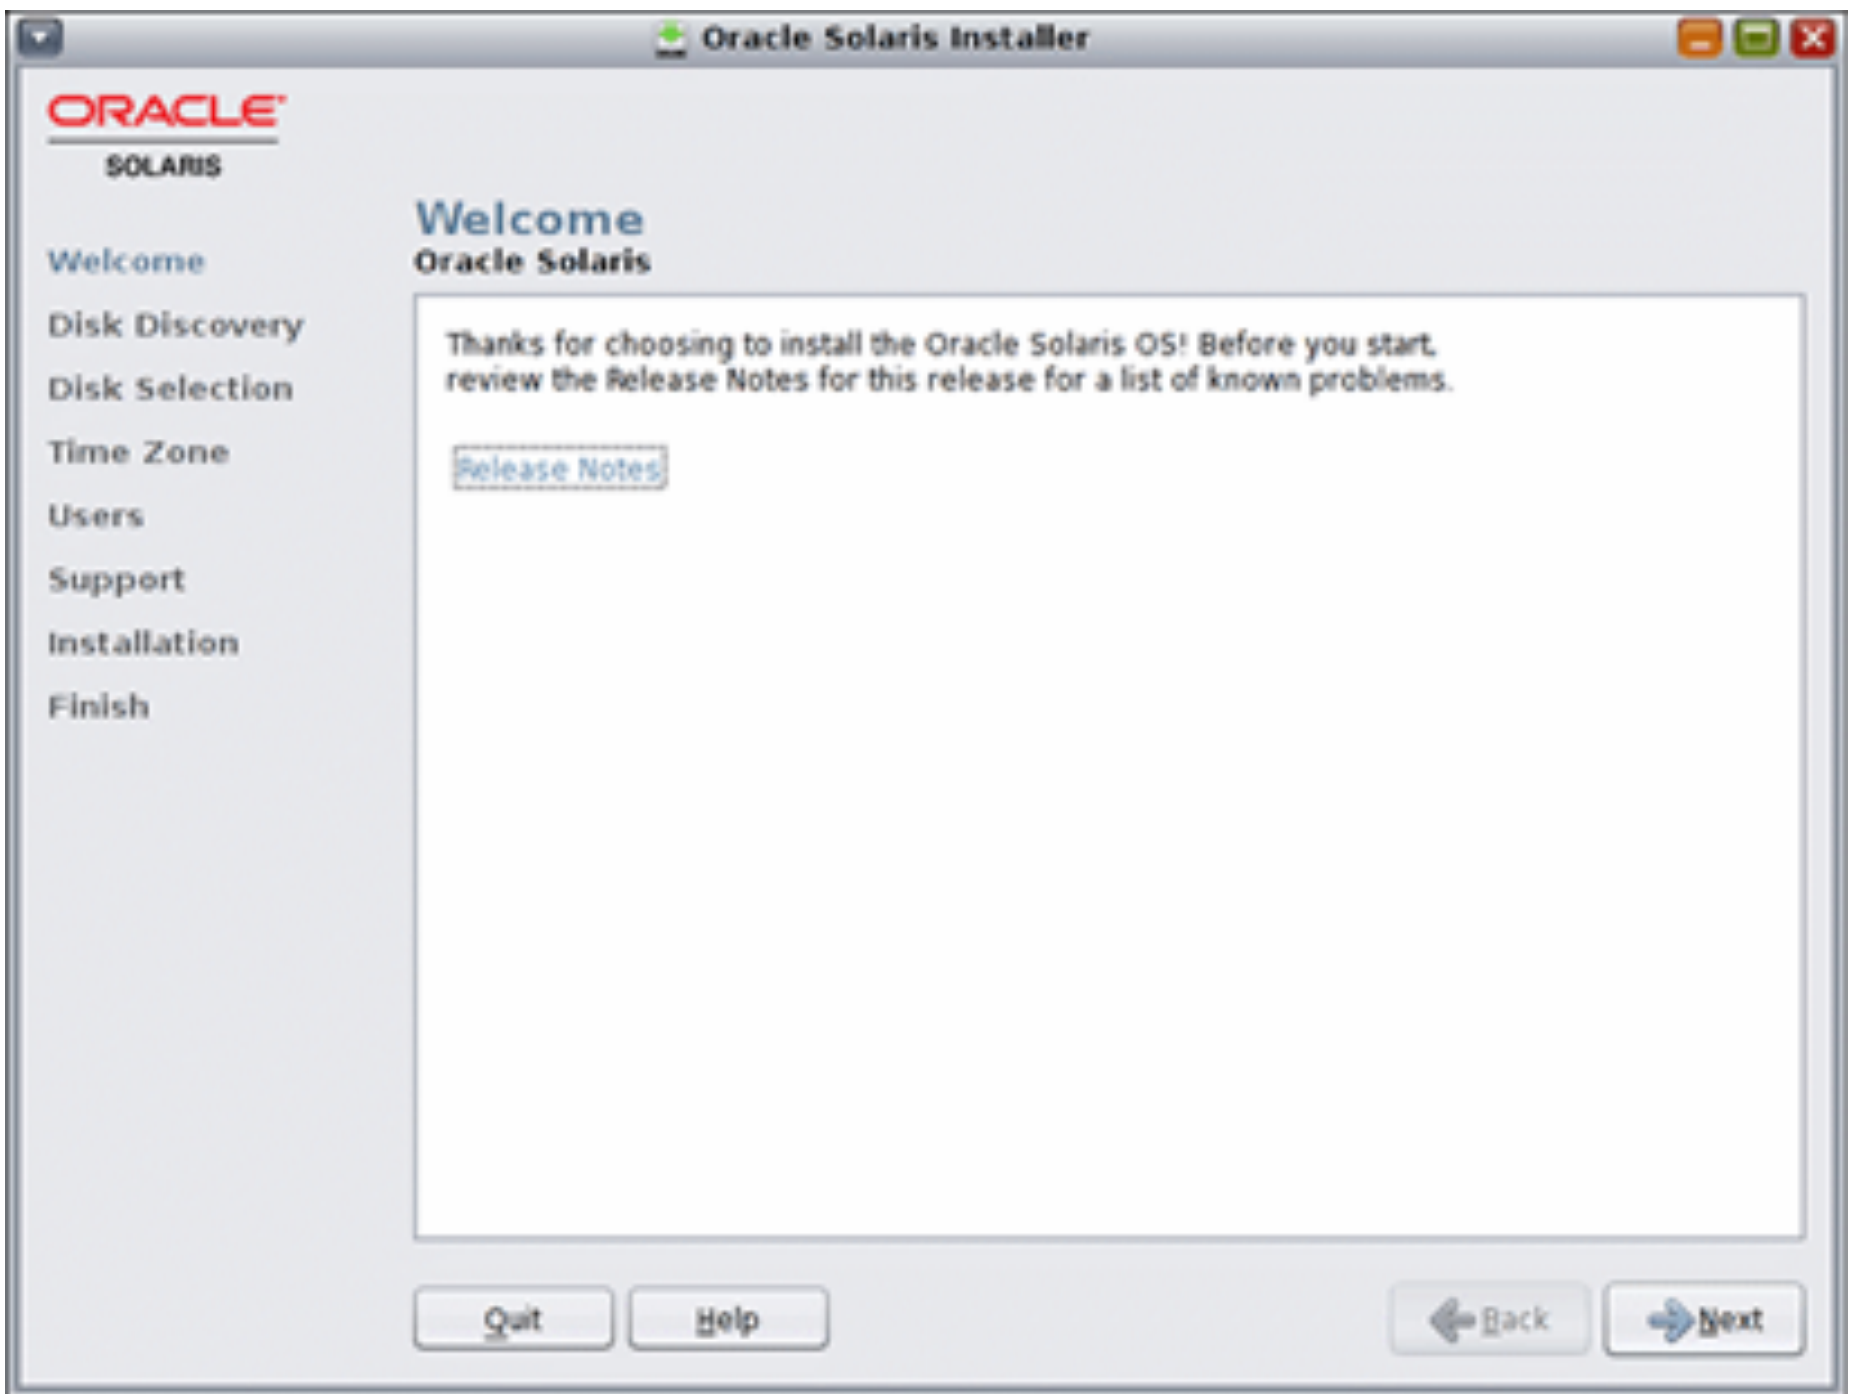 Oracle Solaris Installer
ORACLE
SOLARIS
Welcome
Disk Discovery
Disk Selection
Time Zone
Users
Support
Installation
Finish
Welcome
Oracle Solaris
Thanks for choosing to install the Oracle Solaris OS! Before you start,
review the Release Notes for this release for a list of known problems.
Release Notes
Quit
Help
Back
Next